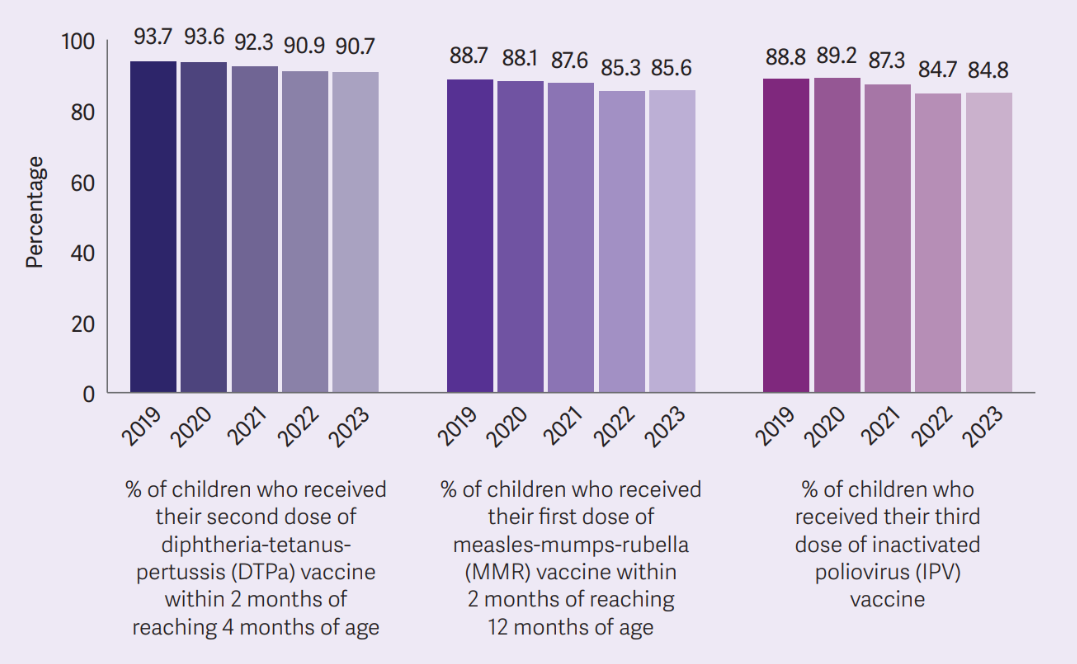 93.7 93.6 92.3 90.9 90.7
88.7 88.1 87.6 85.3 85.6
88.8 89.2 87.3 84.7 84.8
Percentage
100
80
60
40
20
0
2019 2020 2021 2022 2023
2019 2020 2021 2022 2023
2019 2020 2021 2022 2023
% of children who received
their second dose of
diphtheria-tetanus-
pertussis (DTPa) vaccine
within 2 months of
reaching 4 months of age
% of children who received
their first dose of
measles-mumps-rubella
(MMR) vaccine within
2 months of reaching
12 months of age
% of children who
received their third
dose of inactivated
poliovirus (IPV)
vaccine